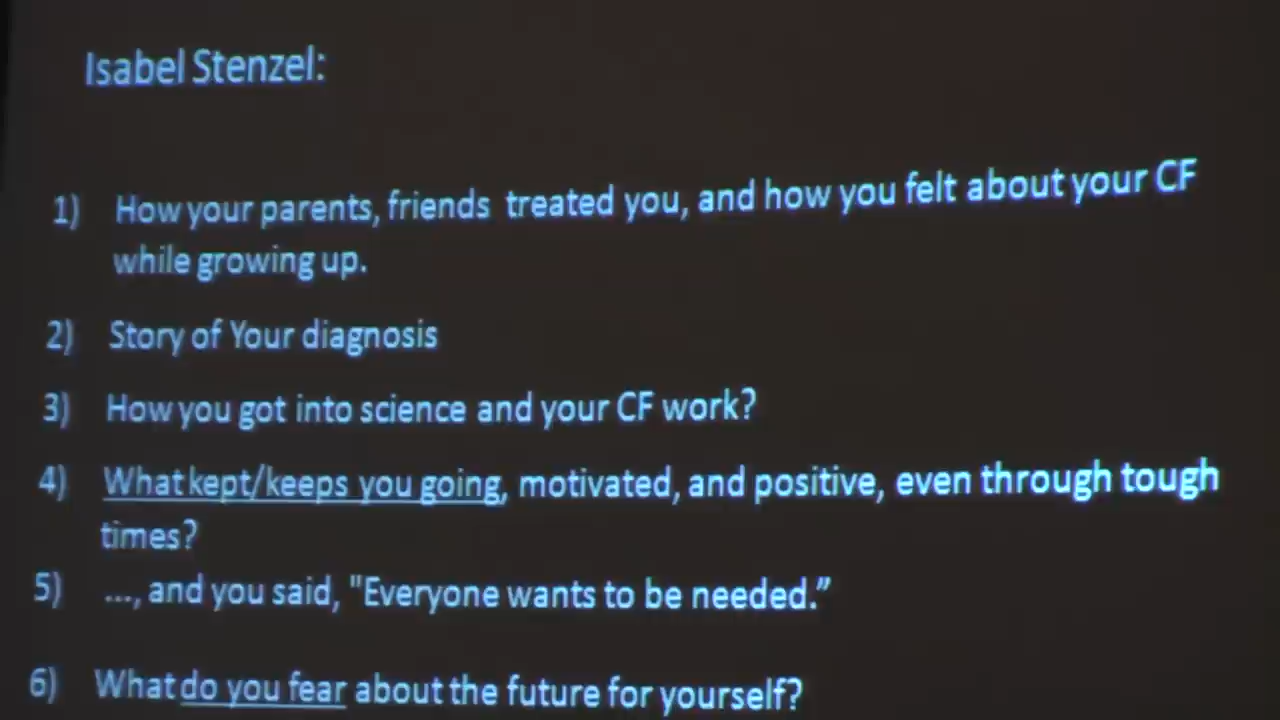 Isabel Stenzel:
1) How your parents, friends treated you, and how you felt about your CF
while growing up.
2) Story of Your diagnosis
3) How you got into science and your CF work?
4) What kept/keeps you going, motivated, and positive, even through tough
times?
5) ..., and you said, "Everyone wants to be needed.”
6) What do you fear about the future for yourself?